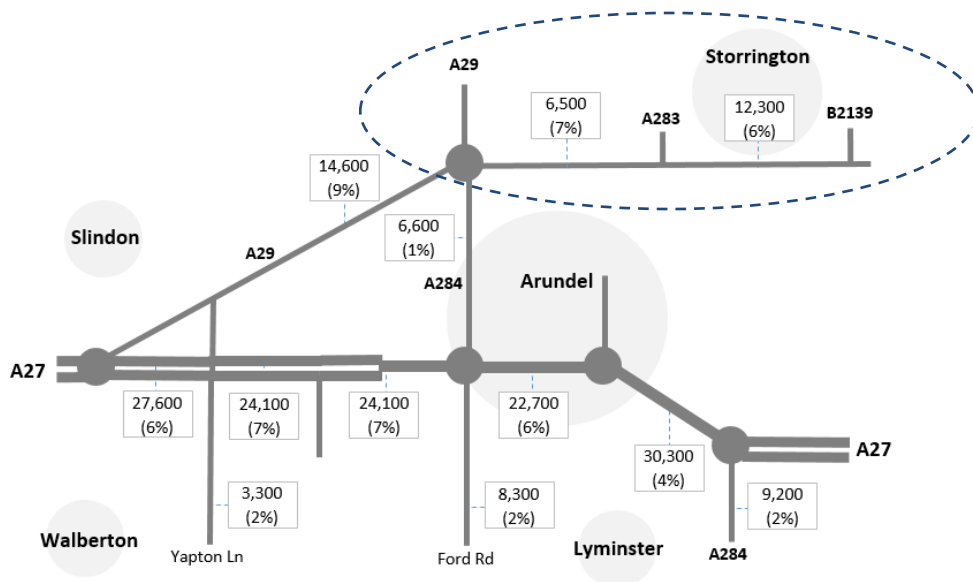 Storrington
A29
6,500
(7%)
A283
12,300
(6%)
B2139
14,600
(9%)
Slindon
A29
6,600
(1%)
A284
Arundel
A27
27,600
(6%)
24,100
(7%)
24,100
(7%)
22,700
(6%)
30,300
(4%)
A27
3,300
(2%)
8,300
(2%)
9,200
(2%)
Walberton
Yapton Ln
Ford Rd
Lyminster
A284